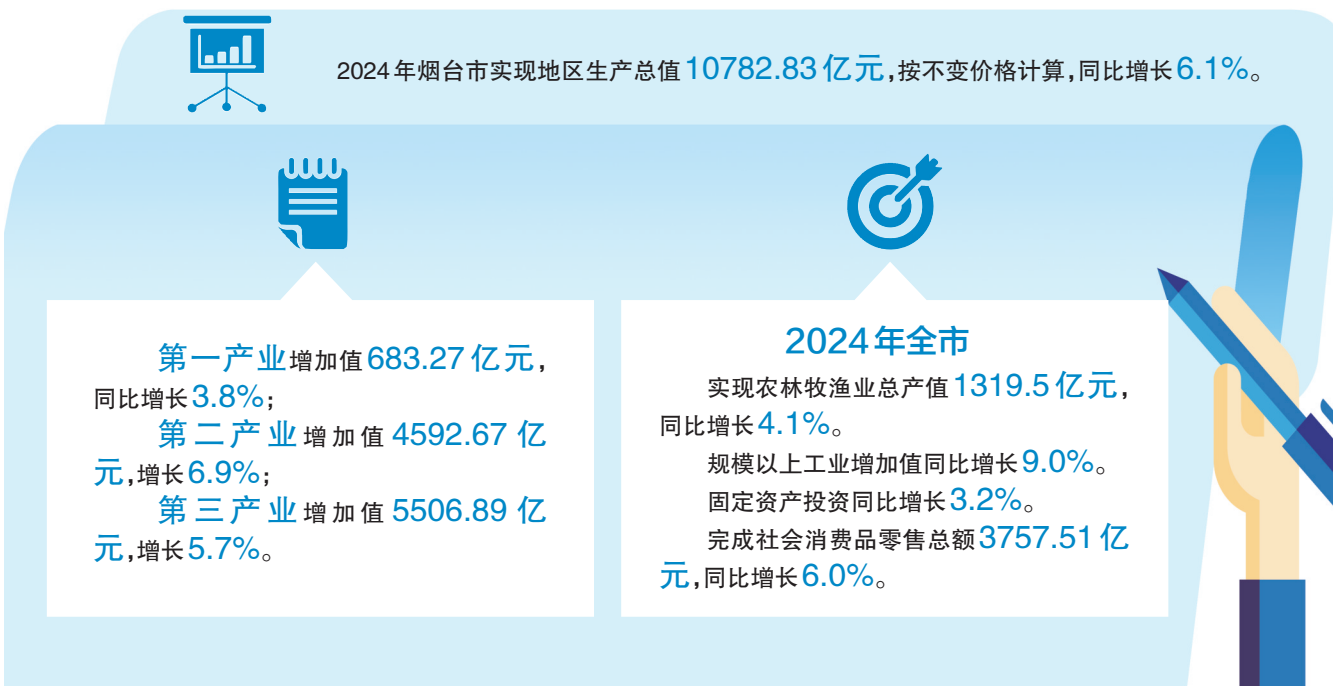 2024年烟台市实现地区生产总值10782.83亿元,按不变价格计算,同比增长6.1%。
第一产业增加值683.27亿元,
同比增长3.8%;
第二产业增加值4592.67亿
元,增长6.9%;
第三产业增加值5506.89亿
元,增长5.7%。
2024年全市
实现农林牧渔业总产值1319.5亿元,
同比增长4.1%。
规模以上工业增加值同比增长9.0%。
固定资产投资同比增长3.2%。
完成社会消费品零售总额3757.51亿
元,同比增长6.0%。